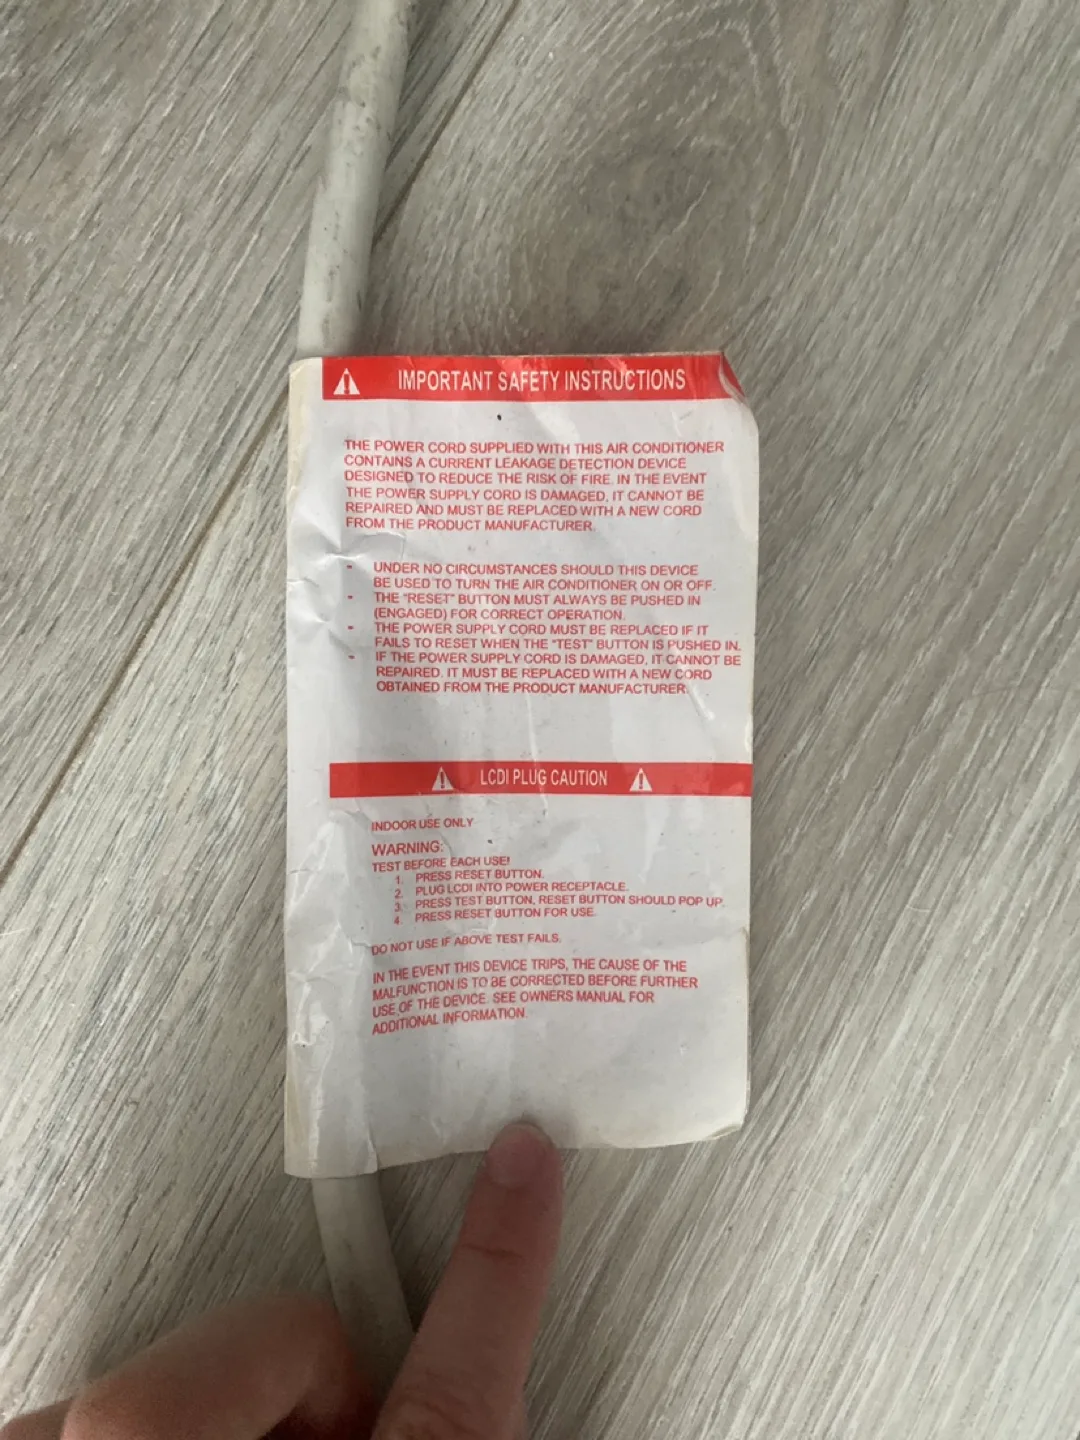 IMPORTANT SAFETY INSTRUCTIONS
THE POWER CORD SUPPLIED WITH THIS AIR CONDITIONER
CONTAINS A CURRENT LEAKAGE DETECTION DEVICE
DESIGNED TO REDUCE THE RISK OF FIRE. IN THE EVENT
THE POWER SUPPLY CORD IS DAMAGED, IT CANNOT BE
REPAIRED AND MUST BE REPLACED WITH A NEW CORD
FROM THE PRODUCT MANUFACTURER.
- UNDER NO CIRCUMSTANCES SHOULD THIS DEVICE
BE USED TO TURN THE AIR CONDITIONER ON OR OFF.
- THE "RESET" BUTTON MUST ALWAYS BE PUSHED IN
(ENGAGED) FOR CORRECT OPERATION.
- THE POWER SUPPLY CORD MUST BE REPLACED IF IT
FAILS TO RESET WHEN THE "TEST" BUTTON IS PUSHED IN.
- IF THE POWER SUPPLY CORD IS DAMAGED, IT CANNOT BE
REPAIRED. IT MUST BE REPLACED WITH A NEW CORD
OBTAINED FROM THE PRODUCT MANUFACTURER.
LCDI PLUG CAUTION
INDOOR USE ONLY
WARNING:
TEST BEFORE EACH USE!
1. PRESS RESET BUTTON.
2. PLUG LCDI INTO POWER RECEPTACLE.
3. PRESS TEST BUTTON, RESET BUTTON SHOULD POP UP.
4. PRESS RESET BUTTON FOR USE.
DO NOT USE IF ABOVE TEST FAILS.
IN THE EVENT THIS DEVICE TRIPS, THE CAUSE OF THE
MALFUNCTION IS TO BE CORRECTED BEFORE FURTHER
USE OF THE DEVICE. SEE OWNERS MANUAL FOR
ADDITIONAL INFORMATION.